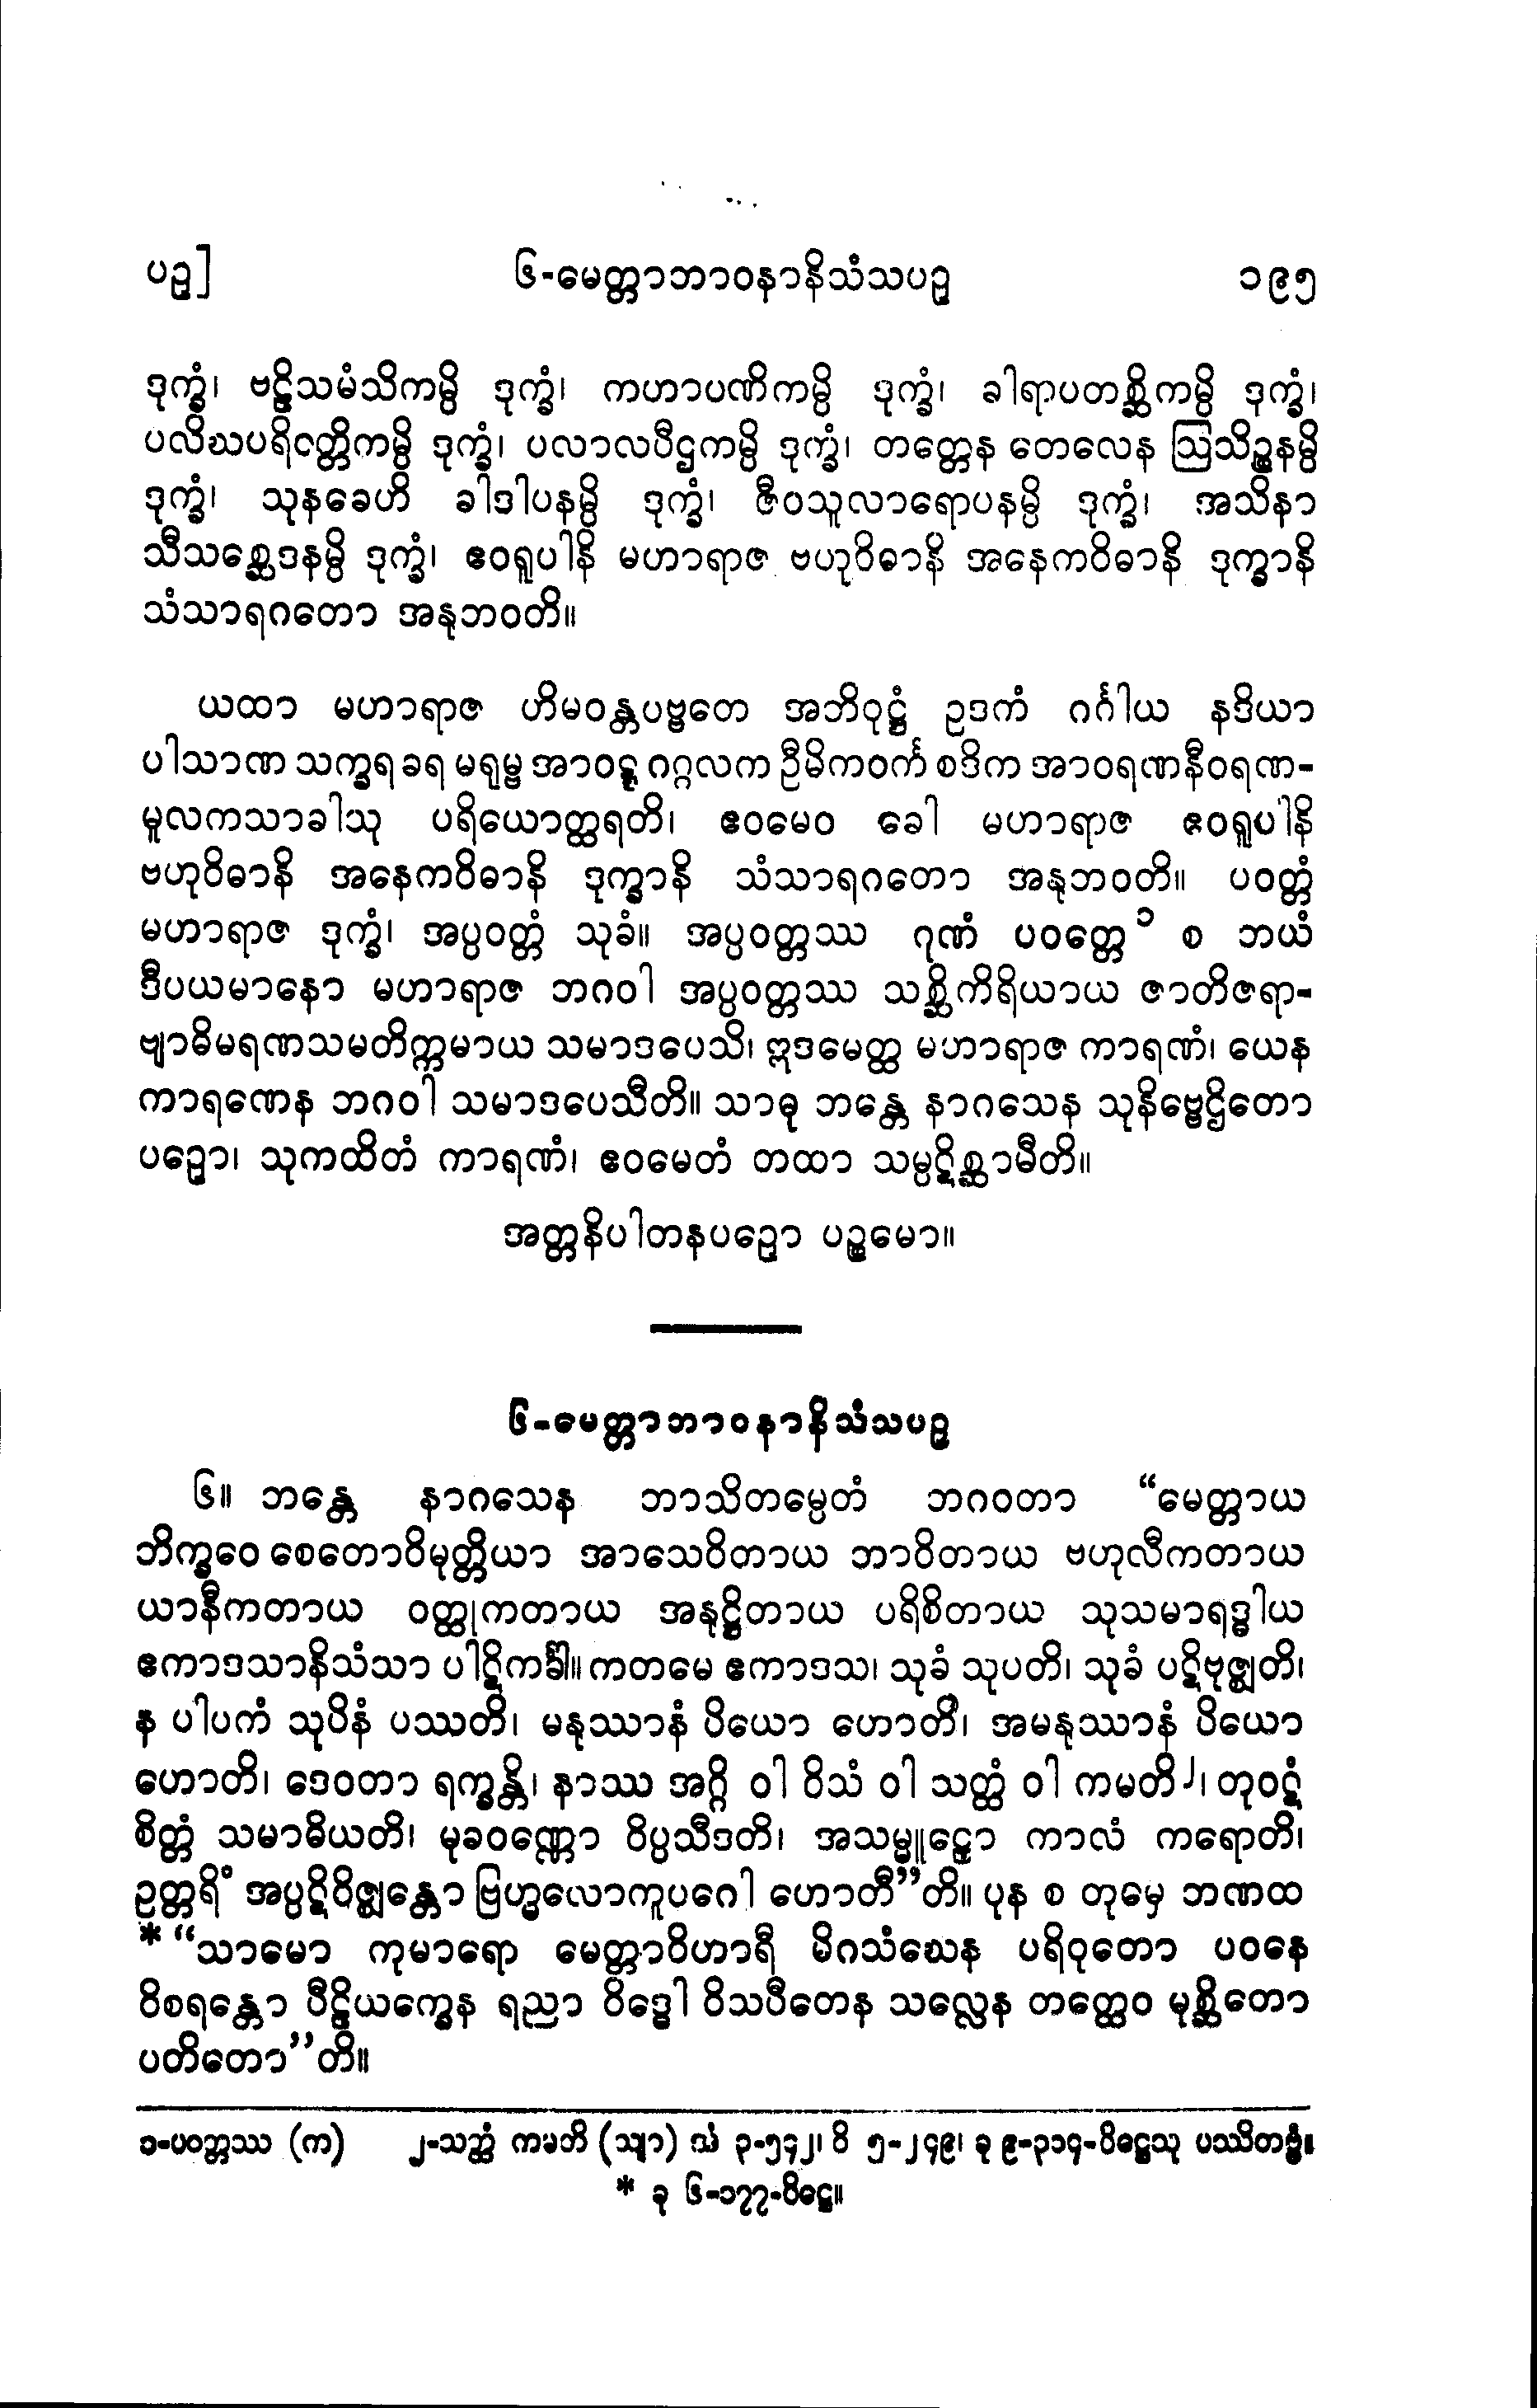 ပဉှ]	၆-မေတ္တာဘာဝနာနိသံသပဉှ	၁၉၅
ဒုက္ခံ၊ ဗဠိသမံသိကမ္ပိ ဒုက္ခံ၊ ကဟာပဏိကမ္ပိ ဒုက္ခံ၊ ခါရာပတစ္ဆိကမ္ပိ ဒုက္ခံ၊
ပလိဃပရိဝတ္တိကမ္ပိ ဒုက္ခံ၊ ပလာလပီဌကမ္ပိ ဒုက္ခံ၊ တတ္တေန တေလေန ဩသိဉ္စနမ္ပိ
ဒုက္ခံ၊ သုနခေဟိ ခါဒါပနမ္ပိ ဒုက္ခံ၊ ဇီဝသူလာရောပနမ္ပိ ဒုက္ခံ၊ အသိနာ
သီသစ္ဆေဒနမ္ပိ ဒုက္ခံ၊ ဧဝရူပါနိ မဟာရာဇ ဗဟုဝိဓာနိ အနေကဝိဓာနိ ဒုက္ခာနိ
သံသာရဂတော အနုဘဝတိ။
ယထာ မဟာရာဇ ဟိမဝန္တပဗ္ဗတေ အဘိဝုဋ္ဌံ ဥဒကံ ဂင်္ဂါယ နဒိယာ
ပါသာဏ သက္ခရ ခရ မရုမ္ဗ အာဝဋ္ဋ ဂဂ္ဂလက ဦမိကဝင်္က စဒိက အာဝရဏနီဝရဏ-
မူလကသာခါသု ပရိယောတ္ထရတိ၊ ဧဝမေဝ ခေါ မဟာရာဇ ဧဝရူပါနိ
ဗဟုဝိဓာနိ အနေကဝိဓာနိ ဒုက္ခာနိ သံသာရဂတော အနုဘဝတိ။ ပဝတ္တံ
မဟာရာဇ ဒုက္ခံ၊ အပ္ပဝတ္တံ သုခံ။ အပ္ပဝတ္တဿ ဂုဏံ ပဝတ္တေ ၁ စ ဘယံ
ဒီပယမာနော မဟာရာဇ ဘဂဝါ အပ္ပဝတ္တဿ သစ္ဆိကိရိယာယ ဇာတိဇရာ-
ဗျာဓိမရဏသမတိက္ကမာယ သမာဒပေသိ၊ ဣဒမေတ္ထ မဟာရာဇ ကာရဏံ၊ ယေန
ကာရဏေန ဘဂဝါ သမာဒပေသီတိ။ သာဓု ဘန္တေ နာဂသေန သုနိဗ္ဗေဌိတော
ပဉှော၊ သုကထိတံ ကာရဏံ၊ ဧဝမေတံ တထာ သမ္ပဋိစ္ဆာမီတိ။
အတ္တနိပါတနပဉှော ပဉ္စမော။
၆-မေတ္တာဘာဝနာနိသံသပဉှ
၆။ ဘန္တေ နာဂသေန ဘာသိတမ္ပေတံ ဘဂဝတာ “မေတ္တာယ
ဘိက္ခဝေ စေတောဝိမုတ္တိယာ အာသေဝိတာယ ဘာဝိတာယ ဗဟုလီကတာယ
ယာနီကတာယ ဝတ္ထုကတာယ အနုဋ္ဌိတာယ ပရိစိတာယ သုသမာရဒ္ဓါယ
ဧကာဒသာနိသံသာ ပါဋိကင်္ခါ။ ကတမေ ဧကာဒသ၊ သုခံ သုပတိ၊ သုခံ ပဋိဗုဇ္ဈတိ၊
န ပါပကံ သုပိနံ ပဿတိ၊ မနုဿာနံ ပိယော ဟောတိ၊ အမနုဿာနံ ပိယော
ဟောတိ၊ ဒေဝတာ ရက္ခန္တိ၊ နာဿ အဂ္ဂိ ဝါ ဝိသံ ဝါ သတ္ထံ ဝါ ကမတိ ၂၊ တုဝဋံ
စိတ္တံ သမာဓိယတိ၊ မုခဝဏ္ဏော ဝိပ္ပသီဒတိ၊ အသမ္မူဠှော ကာလံ ကရောတိ၊
ဥတ္တရိံ အပ္ပဋိဝိဇ္ဈန္တော ဗြဟ္မလောကူပဂေါ ဟောတီ”တိ။ ပုန စ တုမှေ ဘဏထ
* “သာမော ကုမာရော မေတ္တာဝိဟာရီ မိဂသံဃေန ပရိဝုတော ပဝနေ
ဝိစရန္တော ပီဠိယက္ခေန ရညာ ဝိဒ္ဓေါ ဝိသပီတေန သလ္လေန တတ္ထေဝ မုစ္ဆိတော
ပတိတော”တိ။
၁-ပဝတ္တဿ (က)	၂-သတ္ထံ ကမတိ (သျာ) အံ ၃-၅၄၂၊ ဝိ ၅-၂၄၉၊ ခု ၉-၃၁၄-ပိဋ္ဌေသု ပဿိတဗ္ဗံ။
* ခု ၆-၁၇၇-ပိဋ္ဌေ။